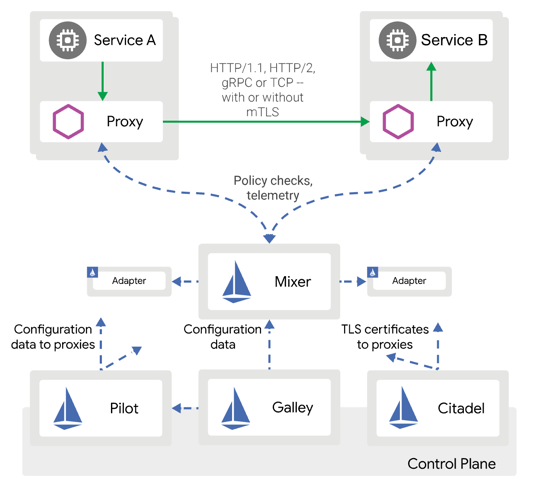 Service A
Service B
HTTP/1.1, HTTP/2,
gRPC or TCP --
with or without
mTLS
Proxy
Proxy
Policy checks,
telemetry
Mixer
Adapter
Adapter
Configuration
data to proxies
Configuration
data
TLS certificates
to proxies
Pilot
Galley
Citadel
Control Plane